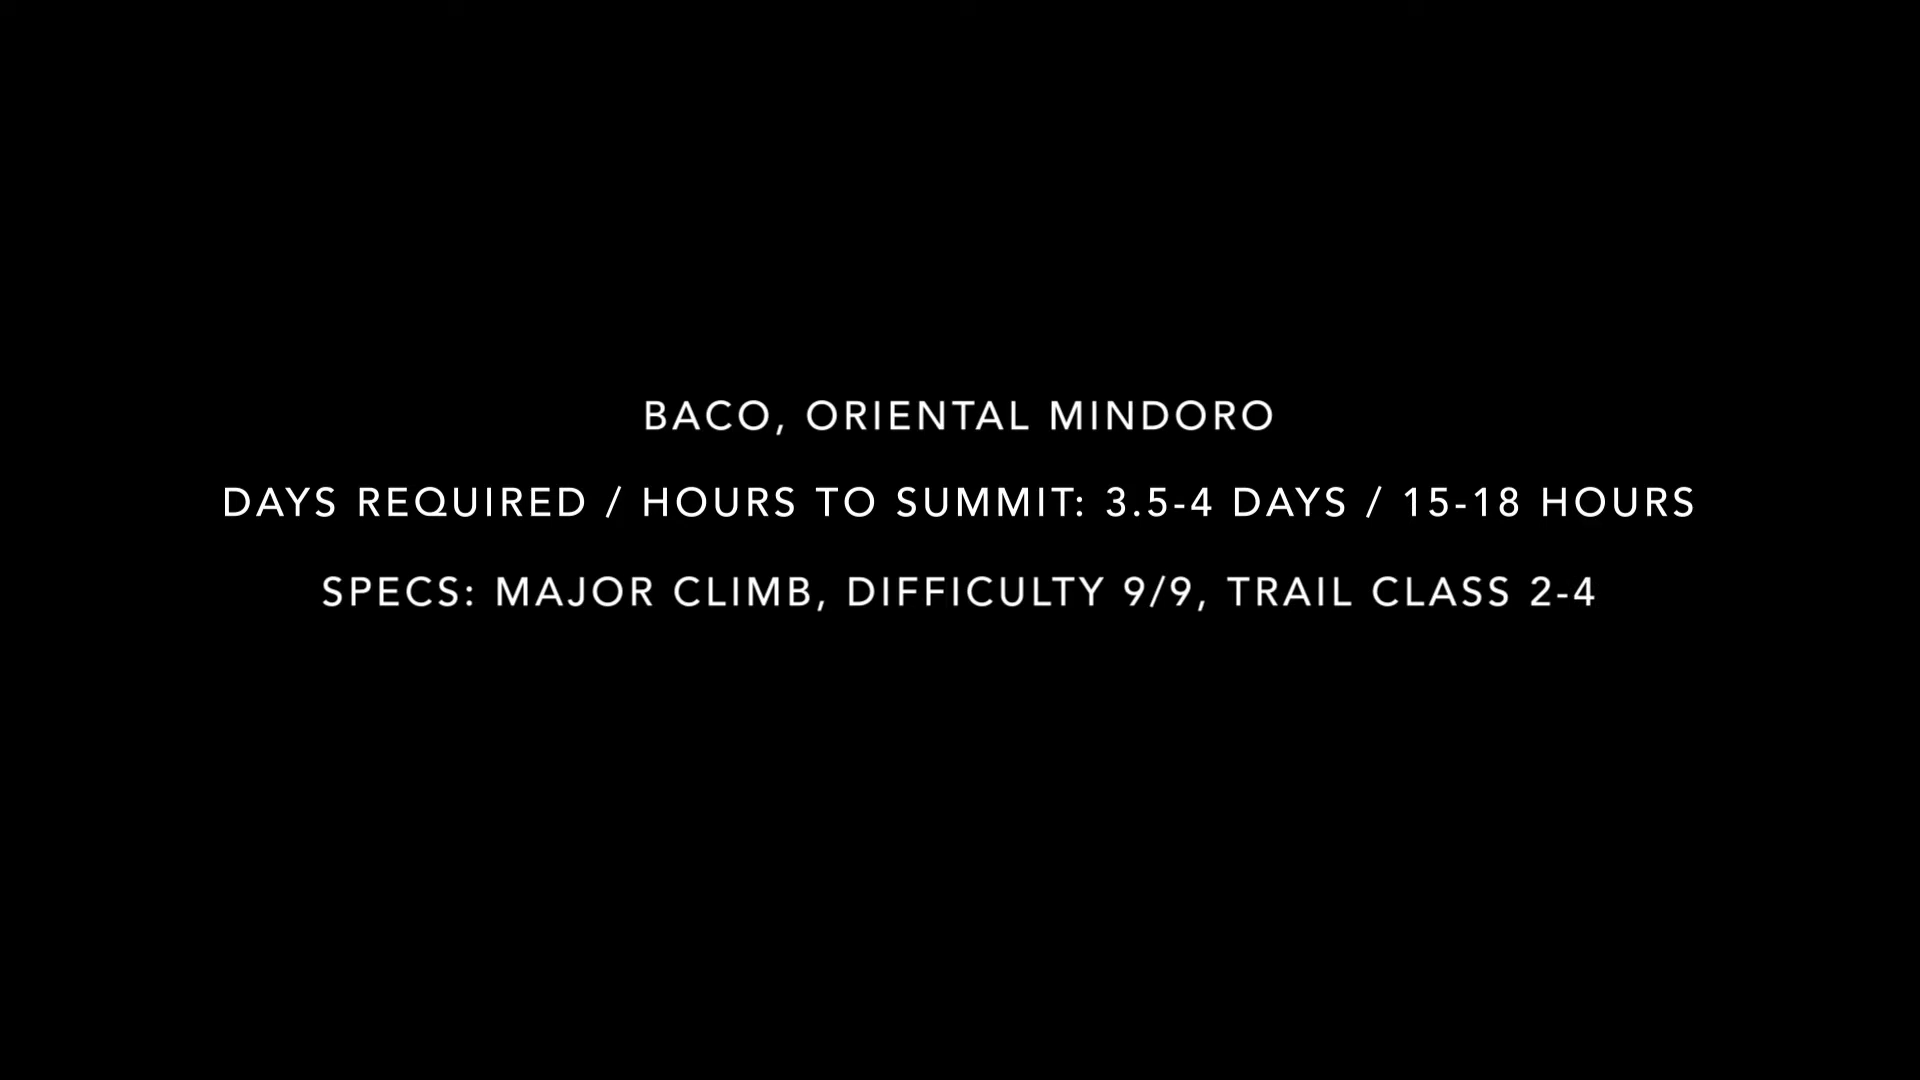 BACO, ORIENTAL MINDORO
DAYS REQUIRED / HOURS TO SUMMIT: 3.5-4 DAYS / 15-18 HOURS
SPECS: MAJOR CLIMB, DIFFICULTY 9/9, TRAIL CLASS 2-4